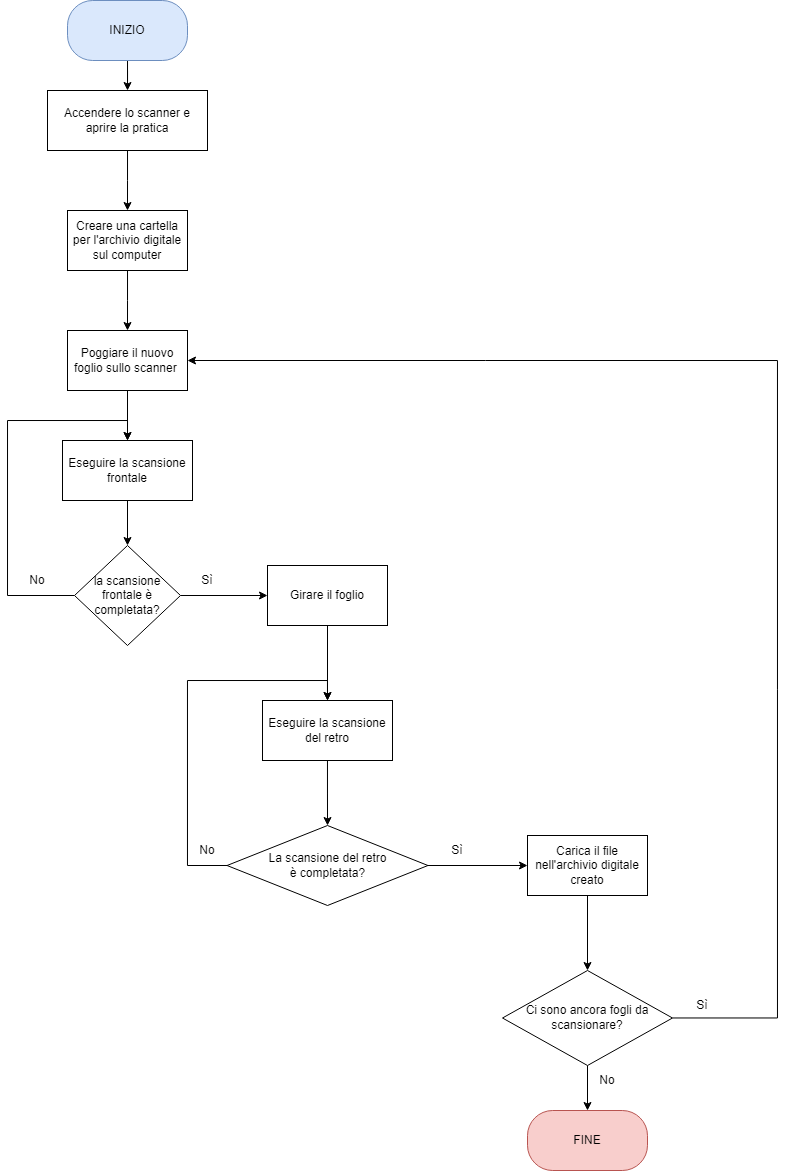 INIZIO
Accendere lo scanner e
aprire la pratica
Creare una cartella
per l'archivio digitale
sul computer
Poggiare il nuovo
foglio sullo scanner
Eseguire la scansione
frontale
No
la scansione
frontale è
completata?
Sì
Girare il foglio
Eseguire la scansione
del retro
No
La scansione del retro
è completata?
Sì
Carica il file
nell'archivio digitale
creato
Ci sono ancora fogli da
scansionare?
Sì
No
FINE